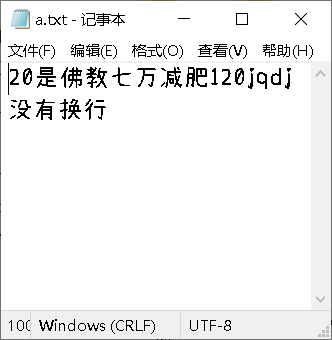 a.txt - 记事本
文件(F) 编辑(E) 格式(O) 查看(V) 帮助(H)
20是佛教七万减肥120jqdj
没有换行
100 Windows (CRLF) UTF-8